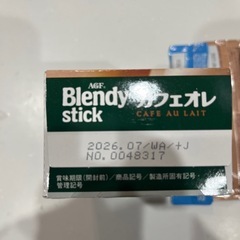 AGF
Blendy カフェオレ
stick CAFE AU LAIT
2026.07/WA/+J
NO.0048317
賞味期限(開封前)/商品記号/製造所固有記号
管理記号